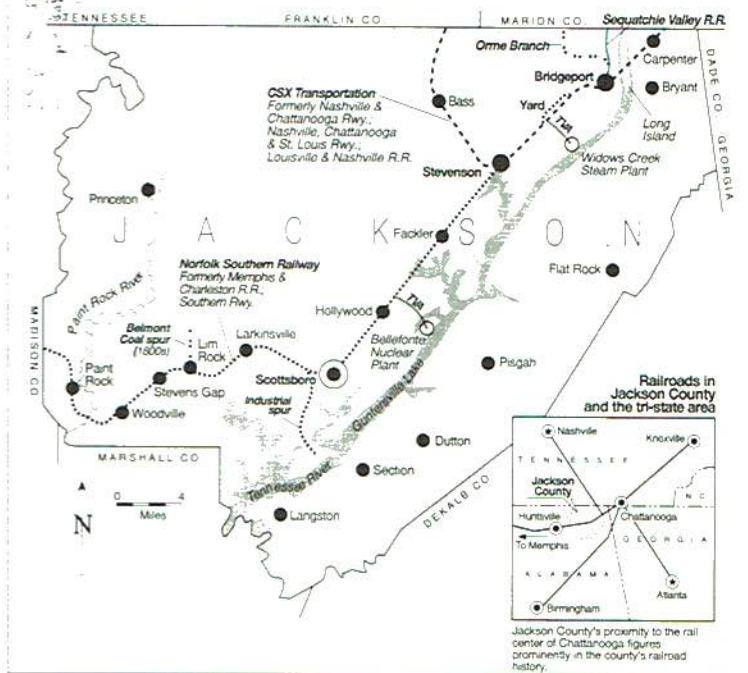 TENNESSEE
FRANKLIN CO.
MARION CO.
Sequatchie Valley R.R.
Orme Branch
Carpenter
Bridgeport
DADE CO.
GEORGIA
CSX Transportation
Formerly Nashville &
Chattanooga Rwy.;
Nashville, Chattanooga
& St. Louis Rwy.;
Louisville & Nashville R.R.
Bass
Yard
Bryant
TVA
Long
Island
Widows Creek
Steam Plant
Stevenson
Princeton
JACKSON
Fackler
Flat Rock
Norfolk Southern Railway
Formerly Memphis &
Charleston R.R.,
Southern Rwy.
Paint Rock River
Hollywood
TVA
MADISON CO
Belmont
Coal spur
(1800s)
Lim
Rock
Larkinsville
Bellefonte
Nuclear
Plant
Paint
Rock
Stevens Gap
Scottsboro
Pisgah
Woodville
Industrial
spur
Guntersville Lake
MARSHALL CO
Dutton
Tennessee River
Section
DEKALB CO
N
0 4
Miles
Langston
Railroads in
Jackson County
and the tri-state area
Nashville
Knoxville
TENNESSEE
Jackson
County
N C
Huntsville
Chattanooga
To Memphis
GEORGIA
ALABAMA
Atlanta
Birmingham
Jackson County's proximity to the rail
center of Chattanooga figures
prominently in the county's railroad
history.